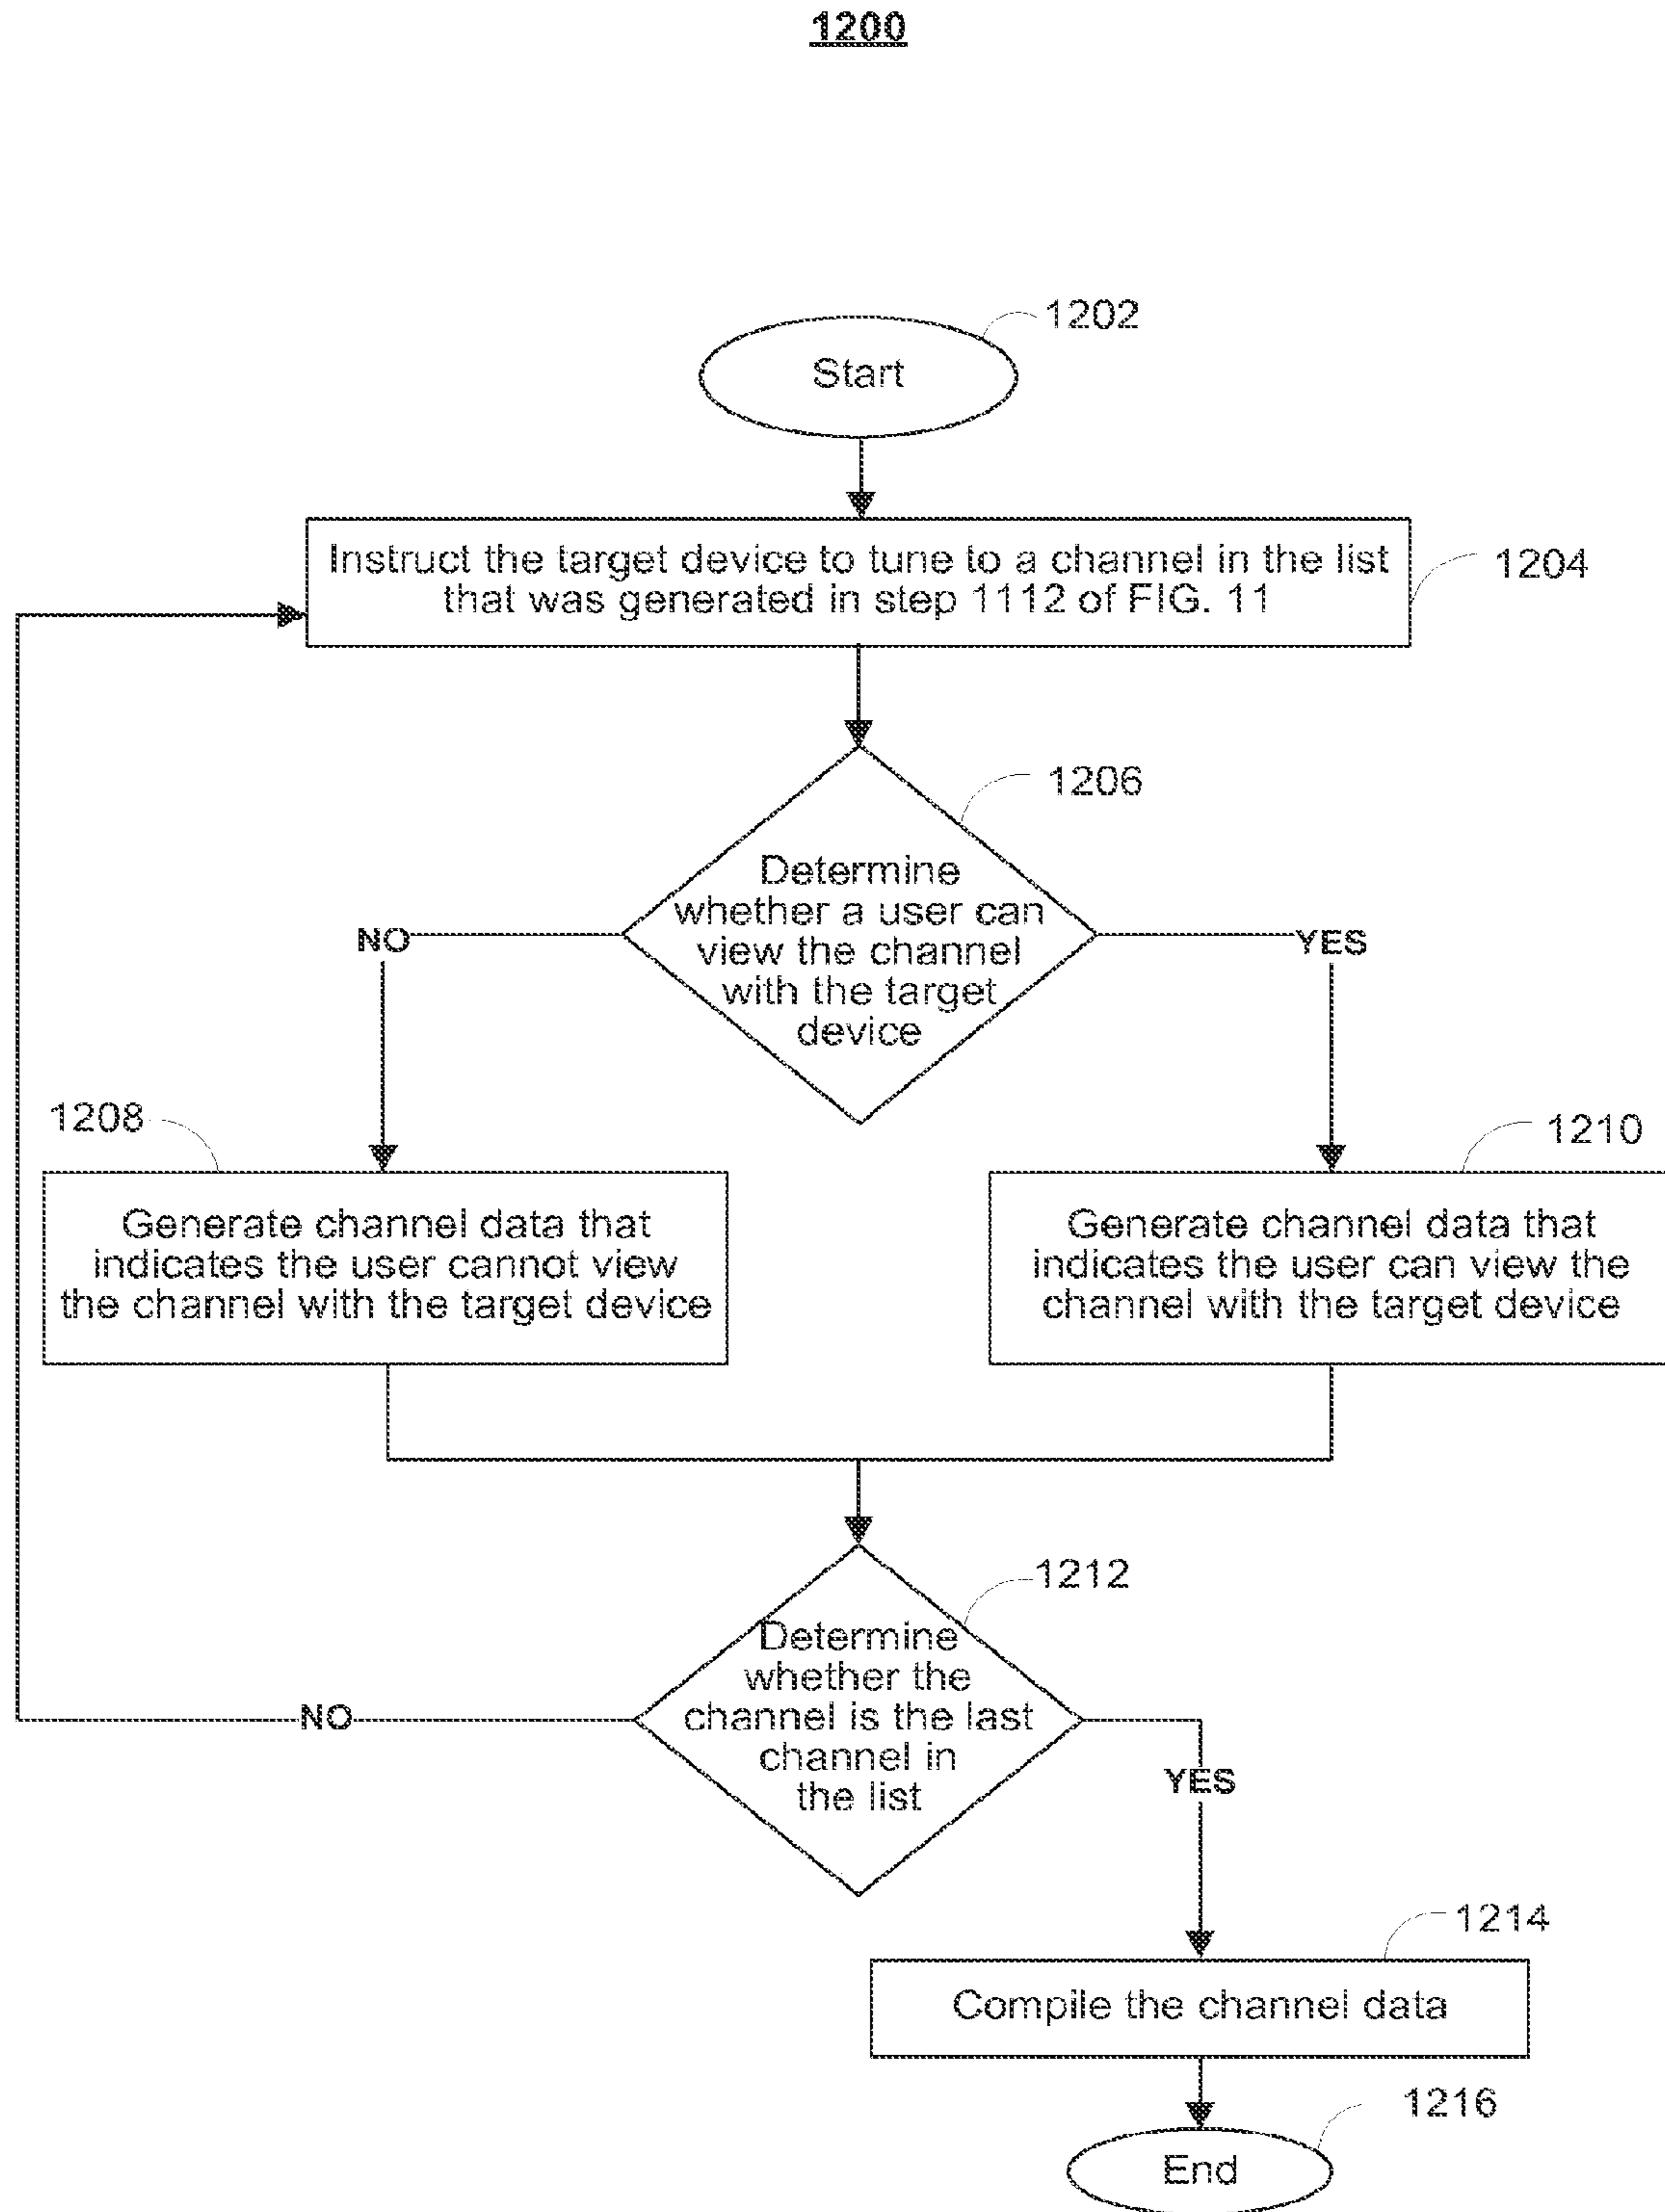 1200
1202
Start
Instruct the target device to tune to a channel in the list
that was generated in step 1112 of FIG. 11
1204
1206
Determine
whether a user can
view the channel
with the target
device
NO
YES
1208
1210
Generate channel data that
indicates the user cannot view
the channel with the target device
Generate channel data that
indicates the user can view the
channel with the target device
1212
Determine
whether the
channel is the last
channel in
the list
NO
YES
1214
Compile the channel data
1216
End